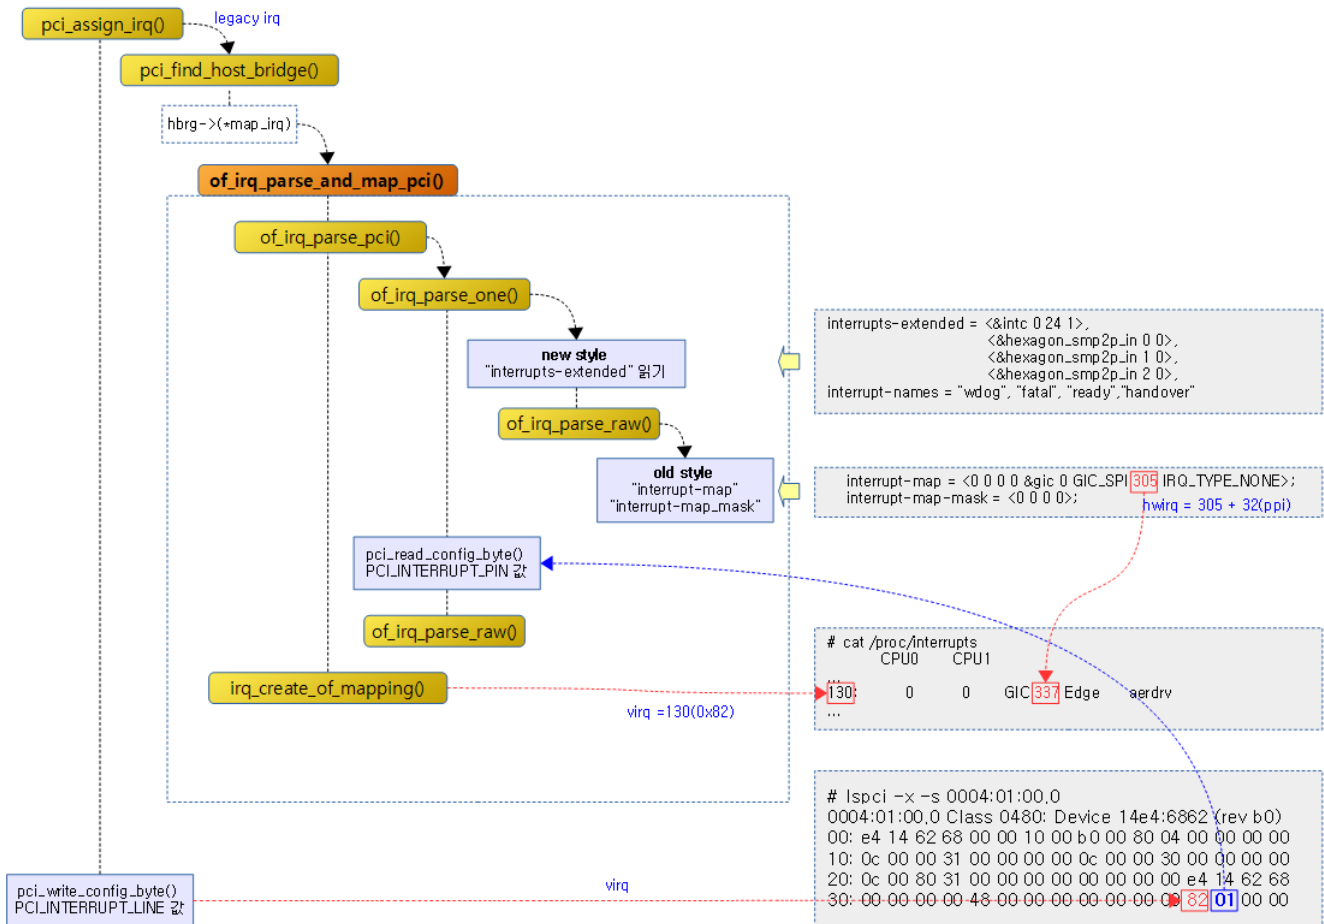 pci_assign_irq()
legacy irq
pci_find_host_bridge()
hbrg->(*map_irq)
of_irq_parse_and_map_pci()
of_irq_parse_pci()
of_irq_parse_one()
new style
"interrupts-extended" 읽기
of_irq_parse_raw()
old style
"interrupt-map"
"interrupt-map_mask"
pci_read_config_byte()
PCI_INTERRUPT_PIN 값
of_irq_parse_raw()
irq_create_of_mapping()
virq =130(0x82)
pci_write_config_byte()
PCI_INTERRUPT_LINE 값
virq
interrupts-extended = <&intc 0 24 1>,
<&hexagon_smp2p_in 0 0>,
<&hexagon_smp2p_in 1 0>,
<&hexagon_smp2p_in 2 0>,
interrupt-names = "wdog", "fatal", "ready","handover"
interrupt-map = <0 0 0 0 &gic 0 GIC_SPI 305 IRQ_TYPE_NONE>;
interrupt-map-mask = <0 0 0 0>;
hwirq = 305 + 32(ppi)
# cat /proc/interrupts
CPU0 CPU1
...
130: 0 0 GIC 337 Edge aerdrv
...
# lspci -x -s 0004:01:00.0
0004:01:00.0 Class 0480: Device 14e4:6862 (rev b0)
00: e4 14 62 68 00 00 10 00 b0 00 80 04 00 00 00 00
10: 0c 00 00 31 00 00 00 00 0c 00 00 30 00 00 00 00
20: 0c 00 80 31 00 00 00 00 00 00 00 00 e4 14 62 68
30: 00 00 00 00 48 00 00 00 00 00 00 00 82 01 00 00